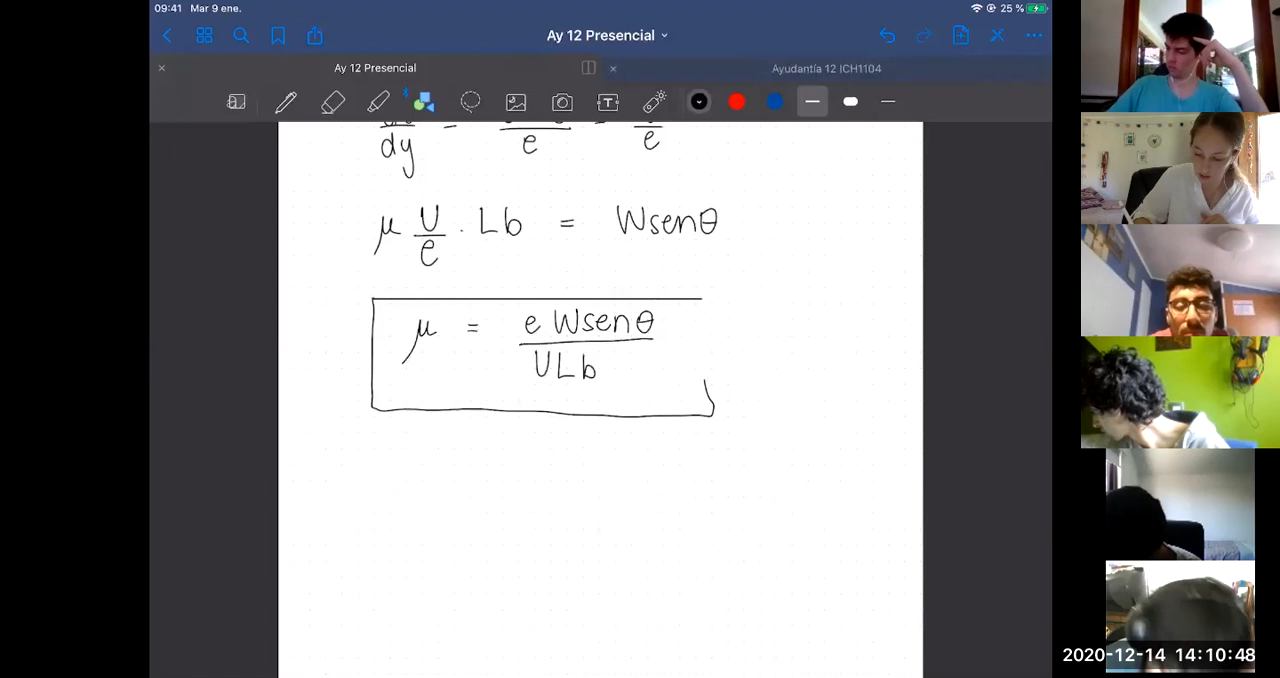 09:41 Mar 9 ene. 25 %
Ay 12 Presencial
Ay 12 Presencial Ayudantía 12 ICH1104
dy e e
μ U/e . Lb = Wsenθ
μ = e Wsenθ / ULb
2020-12-14 14:10:48